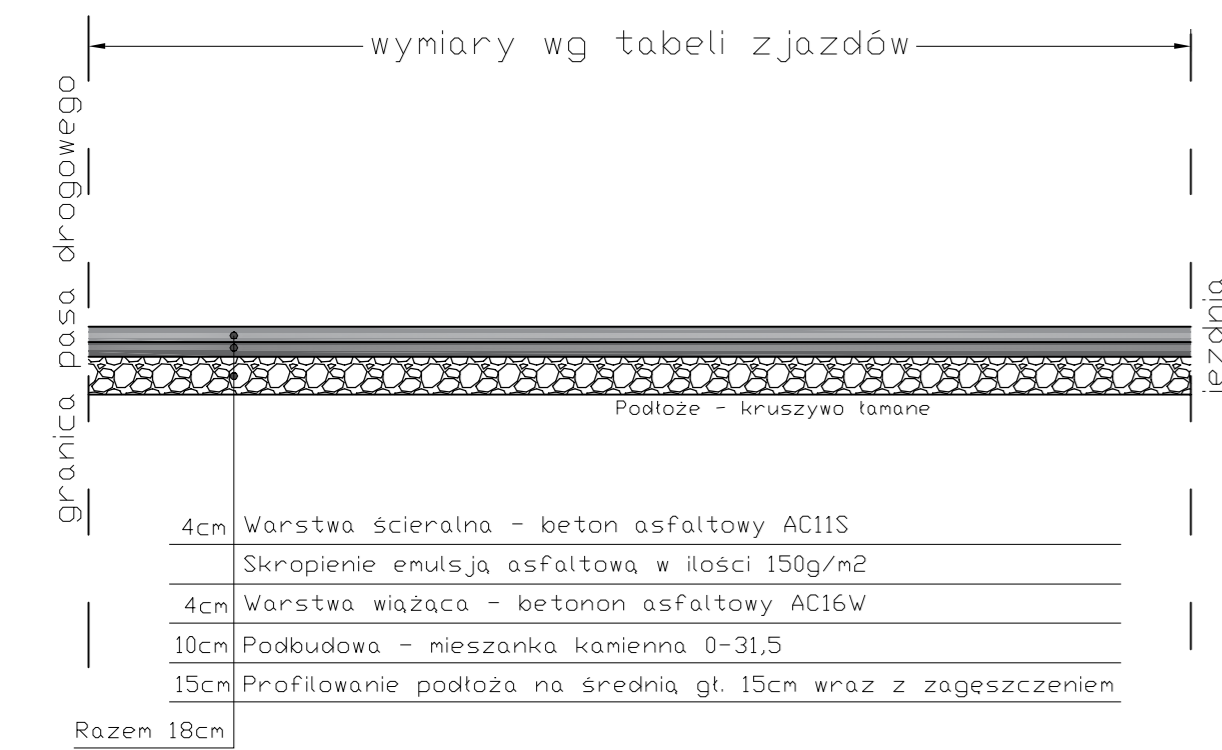 wymiary wg tabeli zjazdów
granica pasa drogowego
jezdnia
Podłoże - kruszywo łamane
4cm Warstwa ścieralna - beton asfaltowy AC11S
Skropienie emulsją asfaltową w ilości 150g/m2
4cm Warstwa wiążąca - betonon asfaltowy AC16W
10cm Podbudowa - mieszanka kamienna 0-31,5
15cm Profilowanie podłoża na średnią gł. 15cm wraz z zagęszczeniem
Razem 18cm